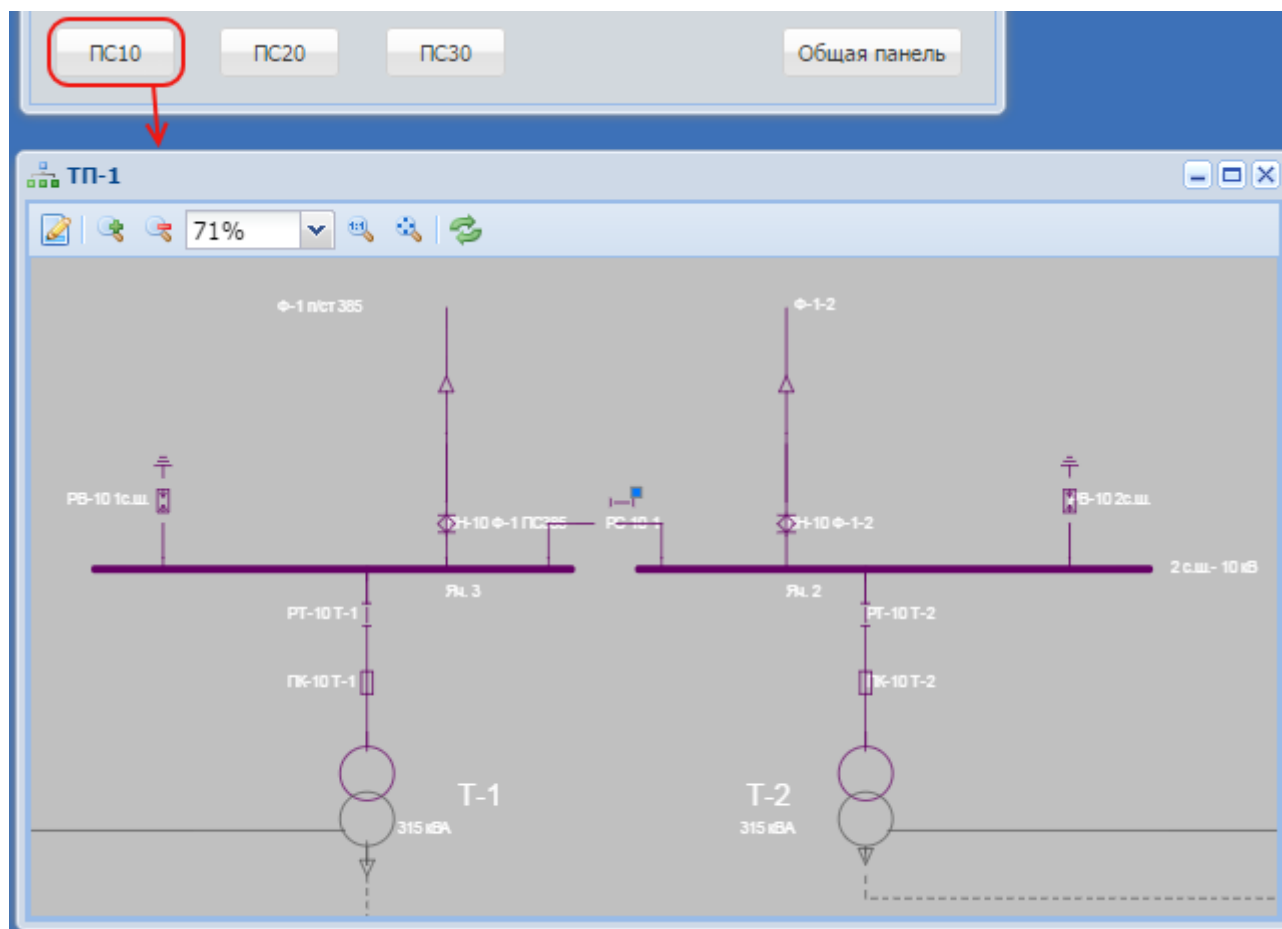 ПС10 ПС20 ПС30 Общая панель
ТП-1
71%
Ф-1 п/ст 385 Ф-1-2
РВ-10 1с.ш. В-10 2с.ш.
Н-10 Ф-1 ПС385 РС-10-1 Н-10 Ф-1-2
2 с.ш.- 10 кВ
Яч. 3 Яч. 2
РТ-10 Т-1 РТ-10 Т-2
ПК-10 Т-1 ПК-10 Т-2
Т-1 Т-2
315 кВА 315 кВА